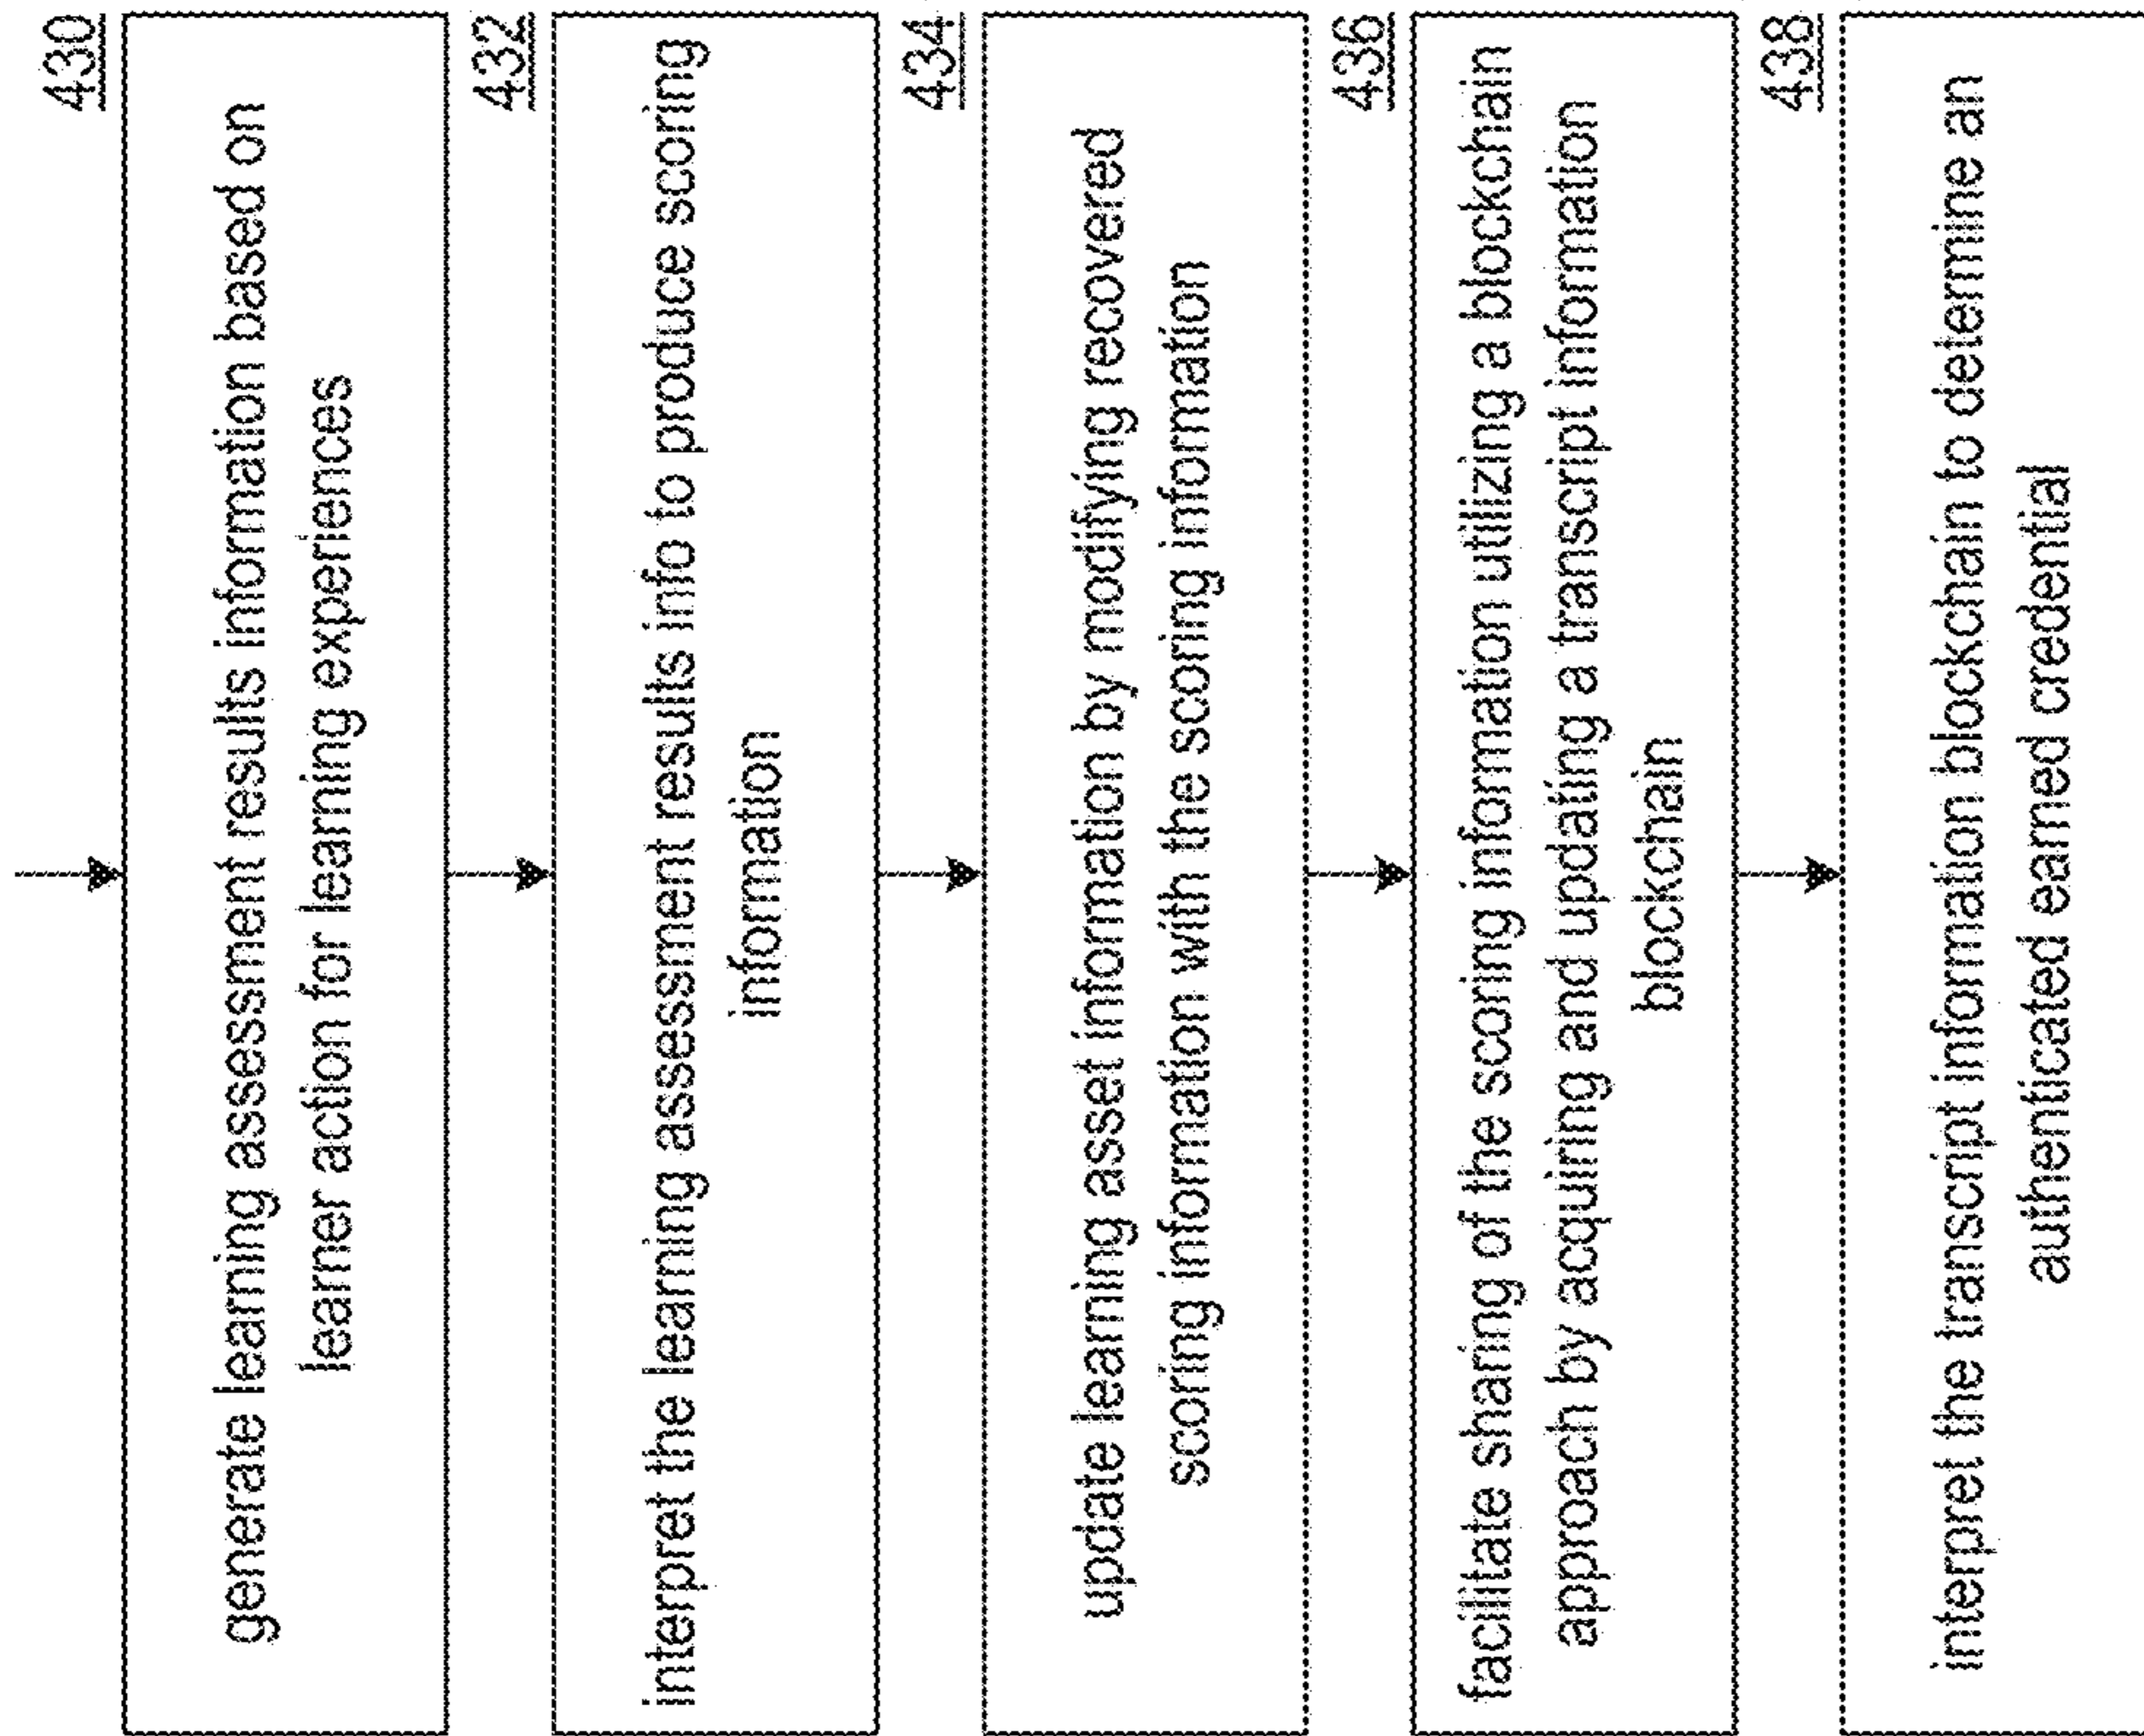 430
generate learning assessment results information based on
learner action for learning experiences
432
interpret the learning assessment results info to produce scoring
information
434
update learning asset information by modifying recovered
scoring information with the scoring information
436
facilitate sharing of the scoring information utilizing a blockchain
approach by acquiring and updating a transcript information
blockchain
438
interpret the transcript information blockchain to determine an
authenticated earned credential